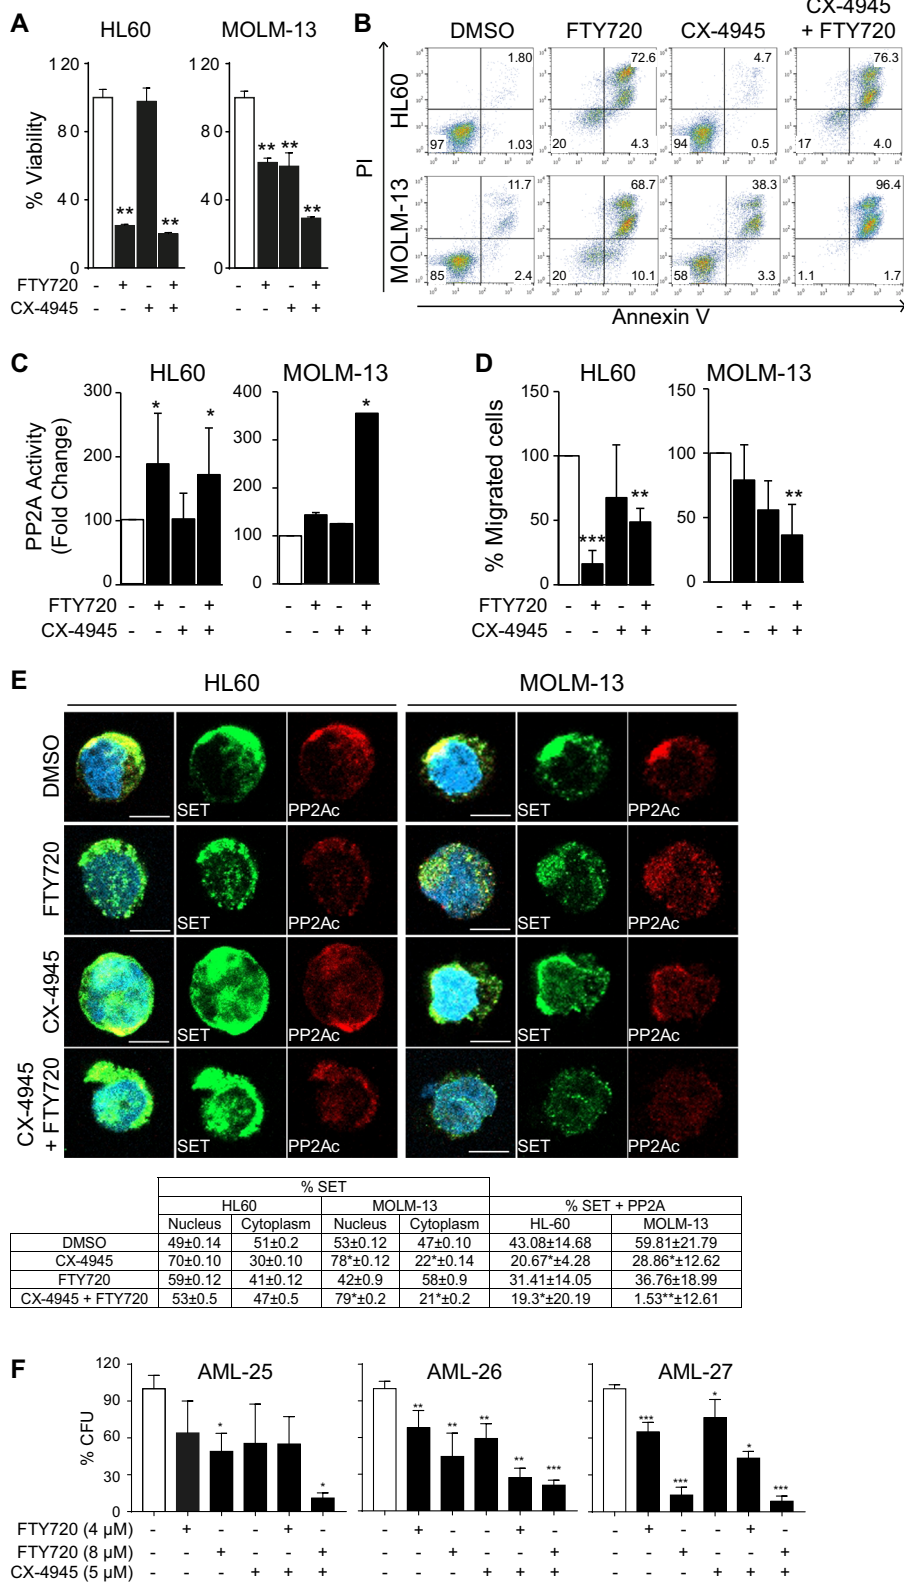 A
HL60
MOLM-13
% Viability
120
80
40
0
**
**
120
80
40
0
** **
**
FTY720 - + - + - + - +
CX-4945 - - + + - - + +
B
DMSO
FTY720
CX-4945
CX-4945
+ FTY720
HL60
1.80
97
1.03
72.6
20
4.3
4.7
94
0.5
76.3
17
4.0
PI
MOLM-13
11.7
85
2.4
68.7
20
10.1
38.3
58
3.3
96.4
1.1
1.7
Annexin V
C
HL60
MOLM-13
PP2A Activity
(Fold Change)
300
200
100
0
*
*
400
300
200
100
0
*
FTY720 - + - + - + - +
CX-4945 - - + + - - + +
D
HL60
MOLM-13
% Migrated cells
150
100
50
0
***
**
150
100
50
0
**
FTY720 - + - + - + - +
CX-4945 - - + + - - + +
E
HL60
MOLM-13
DMSO
SET
PP2Ac
SET
PP2Ac
FTY720
SET
PP2Ac
SET
PP2Ac
CX-4945
SET
PP2Ac
SET
PP2Ac
CX-4945
+ FTY720
SET
PP2Ac
SET
PP2Ac
% SET
HL60 MOLM-13 % SET + PP2A
Nucleus Cytoplasm Nucleus Cytoplasm HL-60 MOLM-13
DMSO 49±0.14 51±0.2 53±0.12 47±0.10 43.08±14.68 59.81±21.79
CX-4945 70±0.10 30±0.10 78*±0.12 22*±0.14 20.67*±4.28 28.86*±12.62
FTY720 59±0.12 41±0.12 42±0.9 58±0.9 31.41±14.05 36.76±18.99
CX-4945 + FTY720 53±0.5 47±0.5 79*±0.2 21*±0.2 19.3*±20.19 1.53**±12.61
F
AML-25
AML-26
AML-27
% CFU
120
90
60
30
0
*
*
** ** ** ** ***
*** *** * * ***
FTY720 (4 µM) - + - - + - - + - - + - - + - - + -
FTY720 (8 µM) - - + - - + - - + - - + - - + - - +
CX-4945 (5 µM) - - - + + + - - - + + + - - - + + +